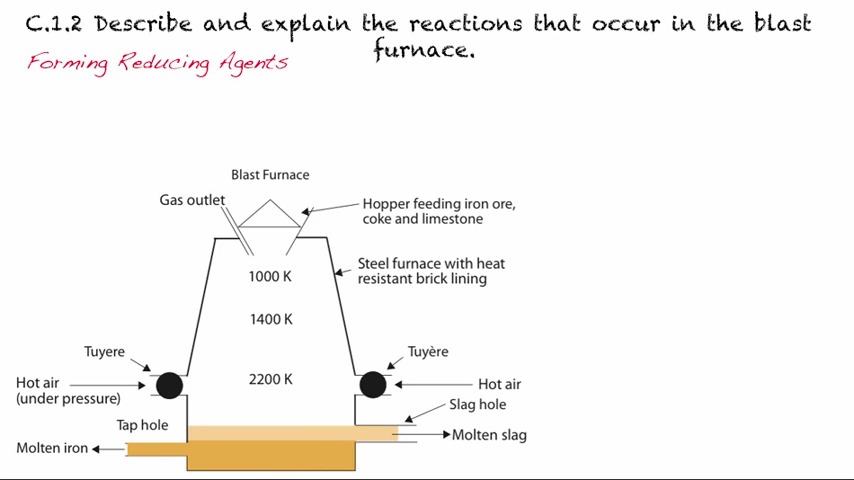 C.1.2 Describe and explain the reactions that occur in the blast
furnace.
Forming Reducing Agents
Blast Furnace
Gas outlet
Hopper feeding iron ore,
coke and limestone
Steel furnace with heat
resistant brick lining
1000 K
1400 K
Tuyere
Tuyère
2200 K
Hot air
(under pressure)
Hot air
Slag hole
Tap hole
Molten slag
Molten iron